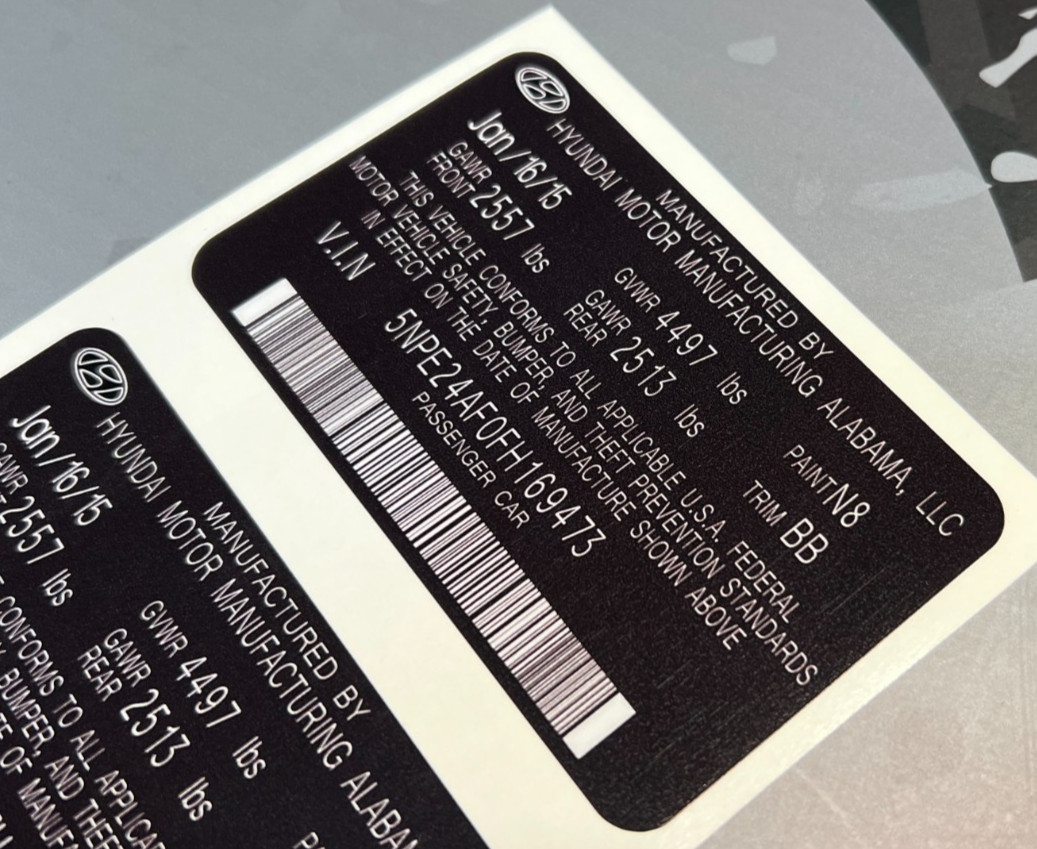 MANUFACTURED BY
HYUNDAI MOTOR MANUFACTURING ALABAMA, LLC
Jan/16/15 GVWR 4497 lbs PAINT N8
GAWR FRONT 2557 lbs GAWR REAR 2513 lbs TRIM BB
THIS VEHICLE CONFORMS TO ALL APPLICABLE U.S.A. FEDERAL
MOTOR VEHICLE SAFETY, BUMPER, AND THEFT PREVENTION STANDARDS
IN EFFECT ON THE DATE OF MANUFACTURE SHOWN ABOVE
V.I.N 5NPE24AF0FH169473
PASSENGER CAR
MANUFACTURED BY
HYUNDAI MOTOR MANUFACTURING
Jan/16/15 GVWR 4497 lbs
2557 lbs GAWR REAR 2513 lbs
CONFORMS TO ALL
BUMPER, AND
OF